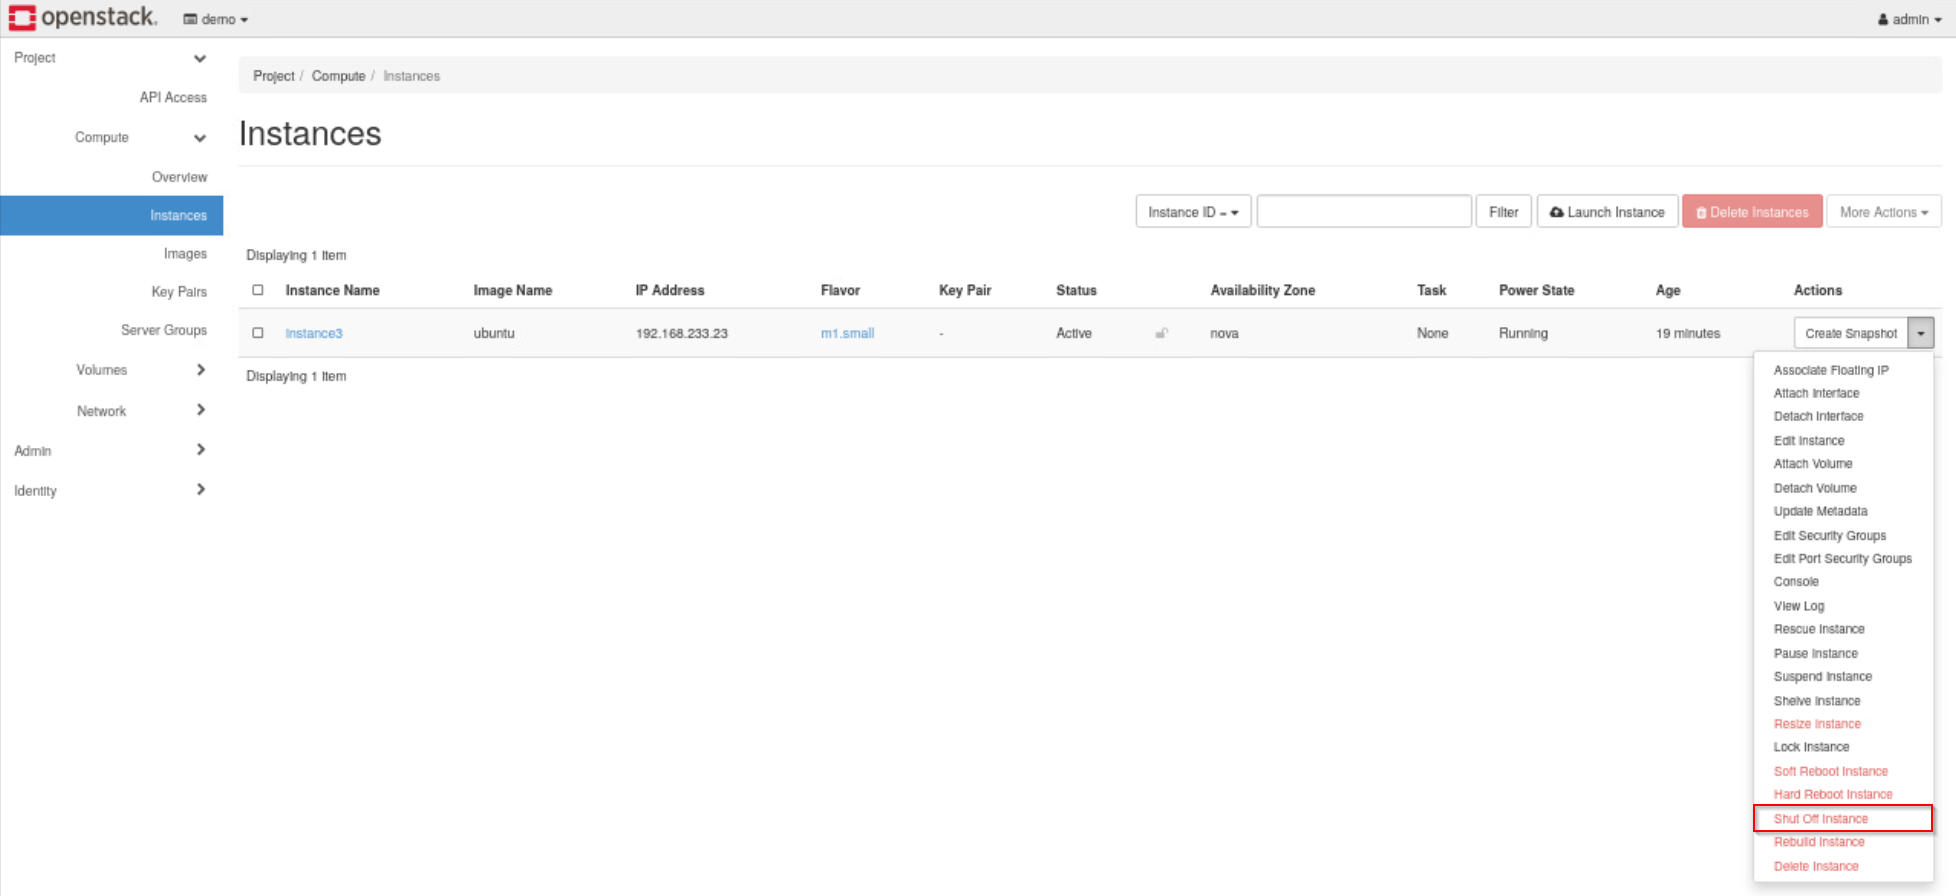 openstack. demo admin
Project
API Access
Compute
Overview
Instances
Images
Key Pairs
Server Groups
Volumes
Network
Admin
Identity
Project / Compute / Instances
Instances
Instance ID = Filter Launch Instance Delete Instances More Actions
Displaying 1 item
Instance Name Image Name IP Address Flavor Key Pair Status Availability Zone Task Power State Age Actions
instance3 ubuntu 192.168.233.23 m1.small - Active nova None Running 19 minutes Create Snapshot
Displaying 1 item
Associate Floating IP
Attach Interface
Detach Interface
Edit Instance
Attach Volume
Detach Volume
Update Metadata
Edit Security Groups
Edit Port Security Groups
Console
View Log
Rescue Instance
Pause Instance
Suspend Instance
Shelve Instance
Resize Instance
Lock Instance
Soft Reboot Instance
Hard Reboot Instance
Shut Off Instance
Rebuild Instance
Delete Instance